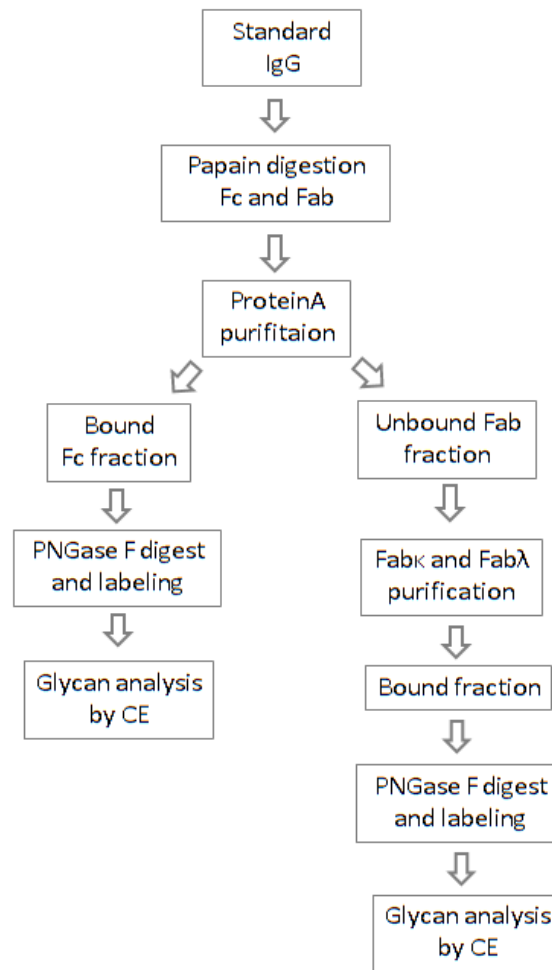 Standard
IgG
Papain digestion
Fc and Fab
ProteinA
purifitaion
Bound
Fc fraction
PNGase F digest
and labeling
Glycan analysis
by CE
Unbound Fab
fraction
Fabκ and Fabλ
purification
Bound fraction
PNGase F digest
and labeling
Glycan analysis
by CE